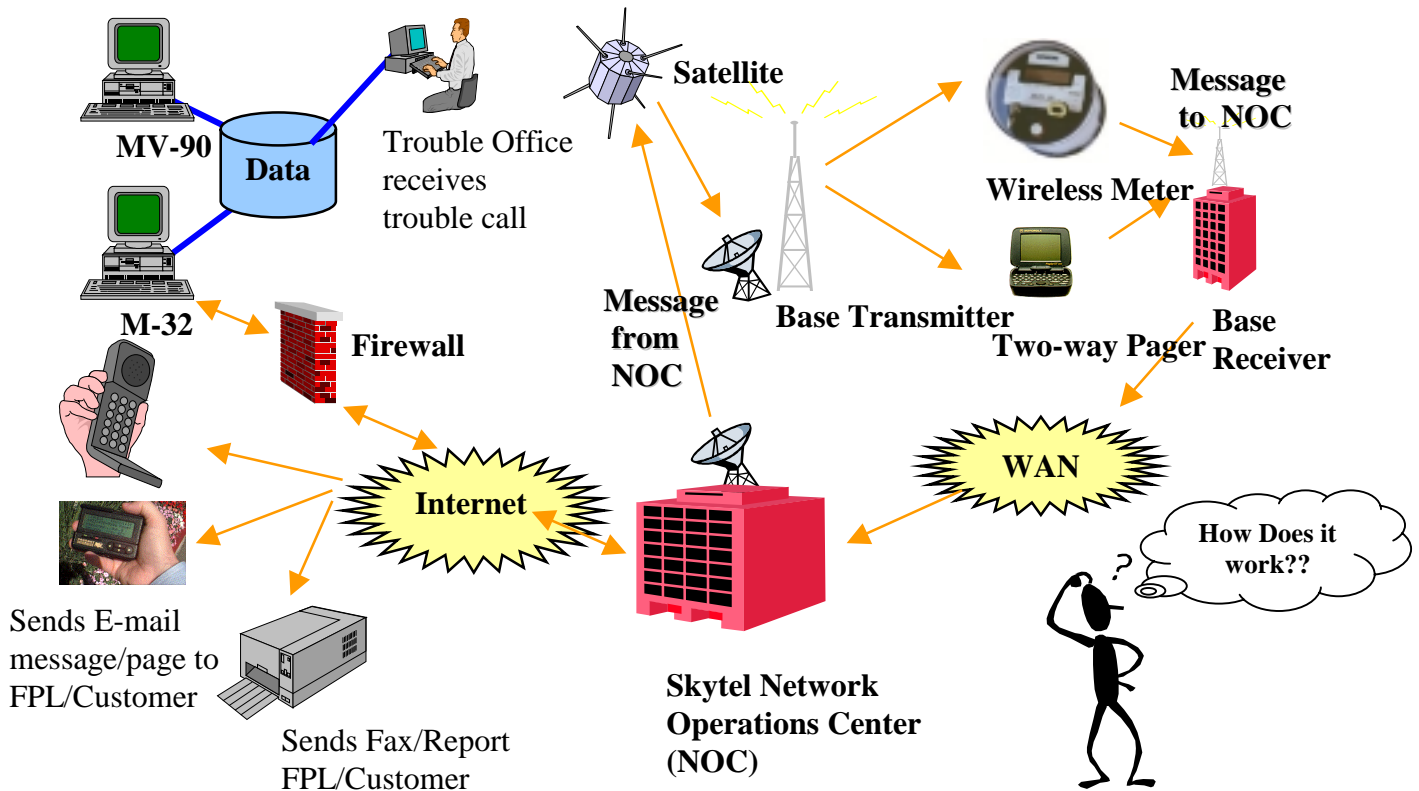 MV-90
Data
M-32
Trouble Office
receives
trouble call
Satellite
Message
to NOC
Wireless Meter
Base Transmitter
Two-way Pager
Base
Receiver
Message
from
NOC
Firewall
Internet
WAN
How Does it
work??
?
Sends E-mail
message/page to
FPL/Customer
Sends Fax/Report
FPL/Customer
Skytel Network
Operations Center
(NOC)